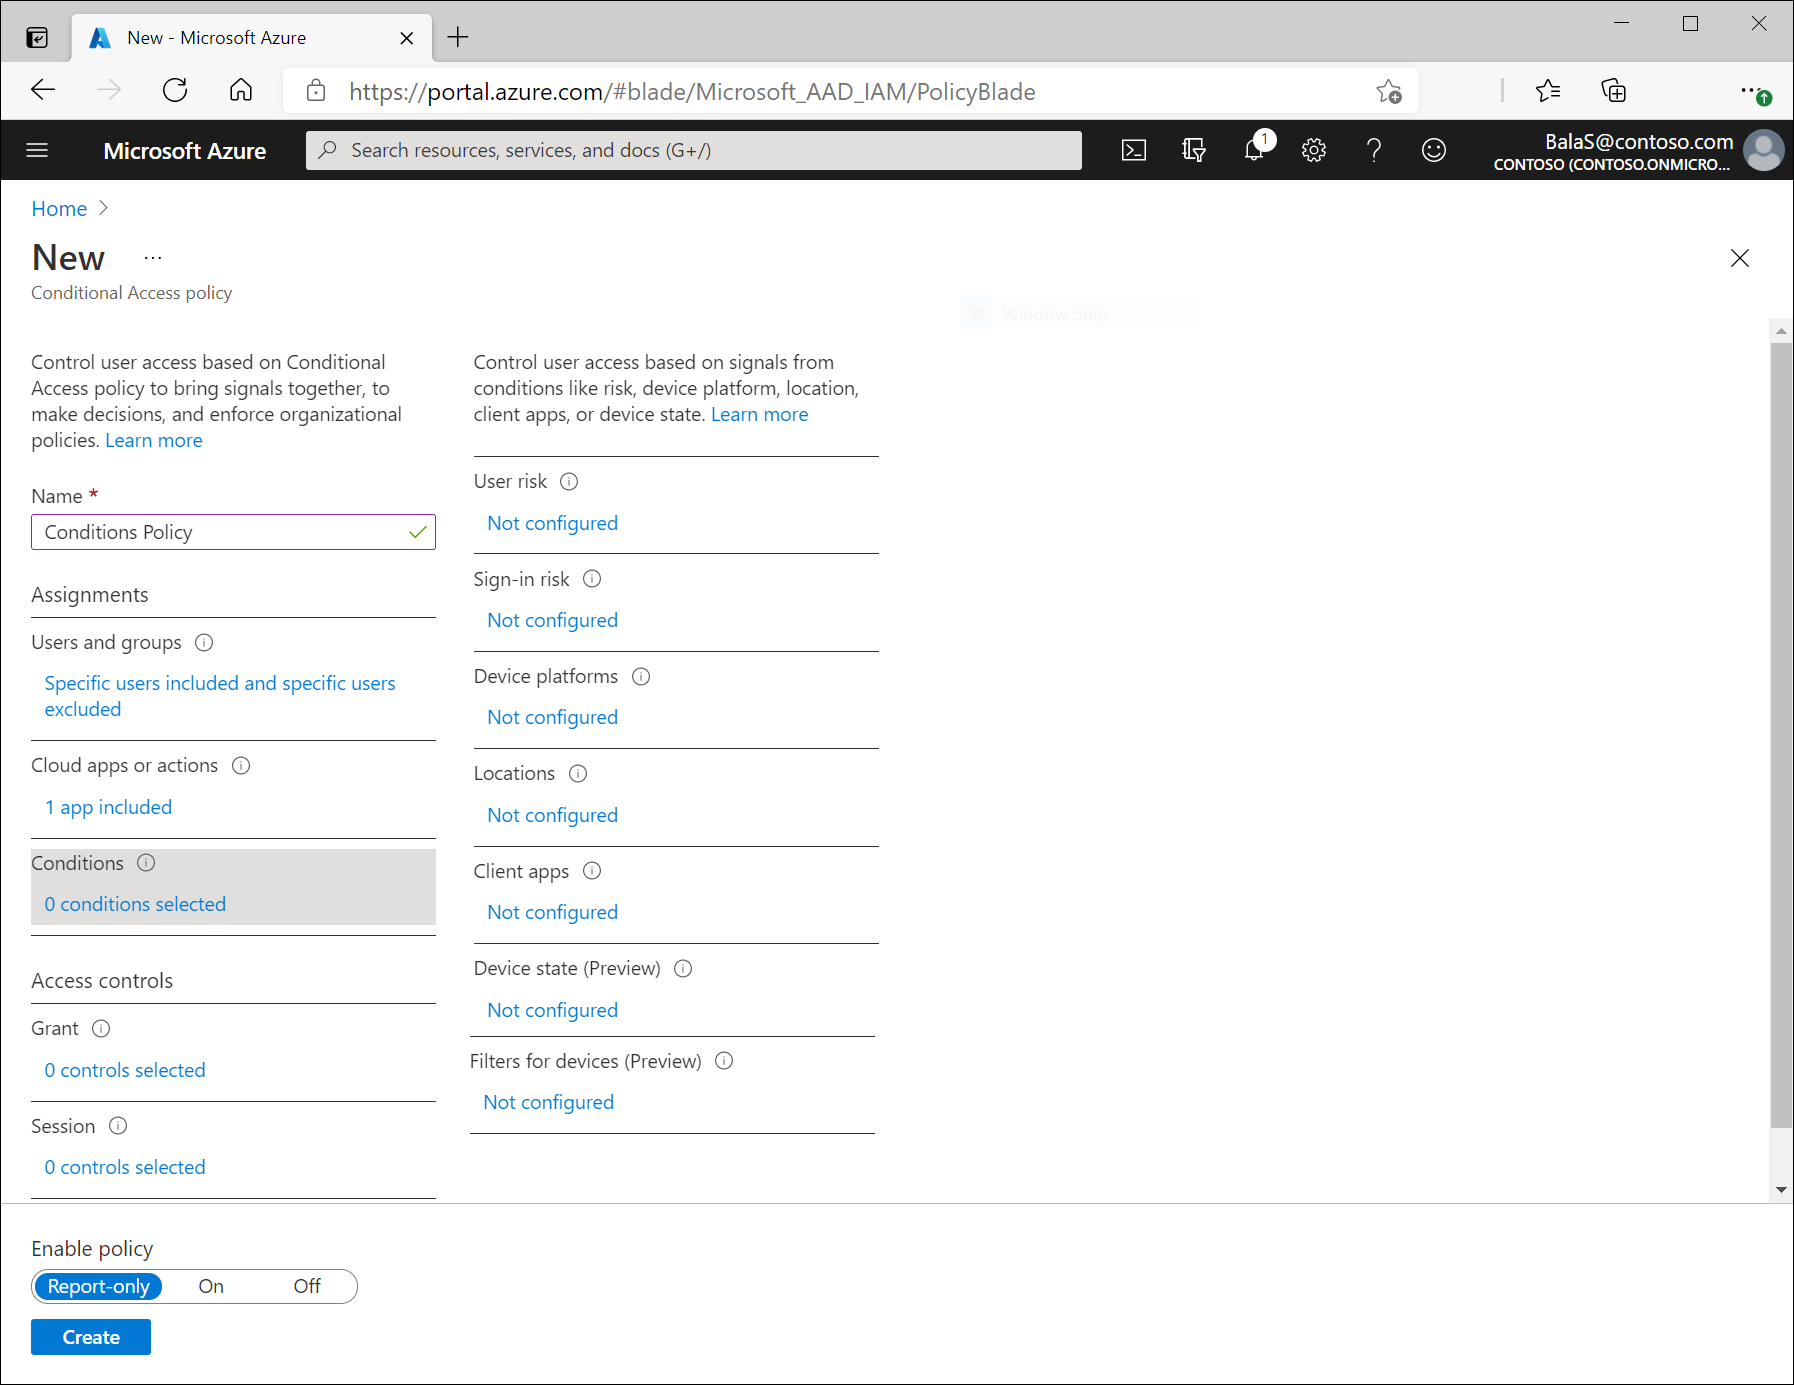 New - Microsoft Azure
https://portal.azure.com/#blade/Microsoft_AAD_IAM/PolicyBlade
Microsoft Azure
Search resources, services, and docs (G+/)
1
BalaS@contoso.com
CONTOSO (CONTOSO.ONMICRO...
Home
New ...
Conditional Access policy
Window Snip
Control user access based on Conditional
Access policy to bring signals together, to
make decisions, and enforce organizational
policies. Learn more
Name *
Conditions Policy
Assignments
Users and groups
Specific users included and specific users
excluded
Cloud apps or actions
1 app included
Conditions
0 conditions selected
Access controls
Grant
0 controls selected
Session
0 controls selected
Control user access based on signals from
conditions like risk, device platform, location,
client apps, or device state. Learn more
User risk
Not configured
Sign-in risk
Not configured
Device platforms
Not configured
Locations
Not configured
Client apps
Not configured
Device state (Preview)
Not configured
Filters for devices (Preview)
Not configured
Enable policy
Report-only On Off
Create